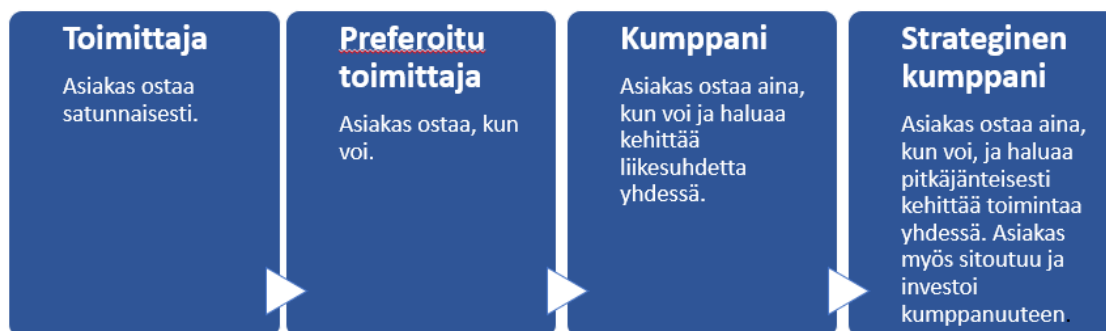 Toimittaja
Asiakas ostaa
satunnaisesti.
Preferoitu
toimittaja
Asiakas ostaa, kun
voi.
Kumppani
Asiakas ostaa aina,
kun voi ja haluaa
kehittää
liikesuhdetta
yhdessä.
Strateginen
kumppani
Asiakas ostaa aina,
kun voi, ja haluaa
pitkäjänteisesti
kehittää toimintaa
yhdessä. Asiakas
myös sitoutuu ja
investoi
kumppanuuteen.